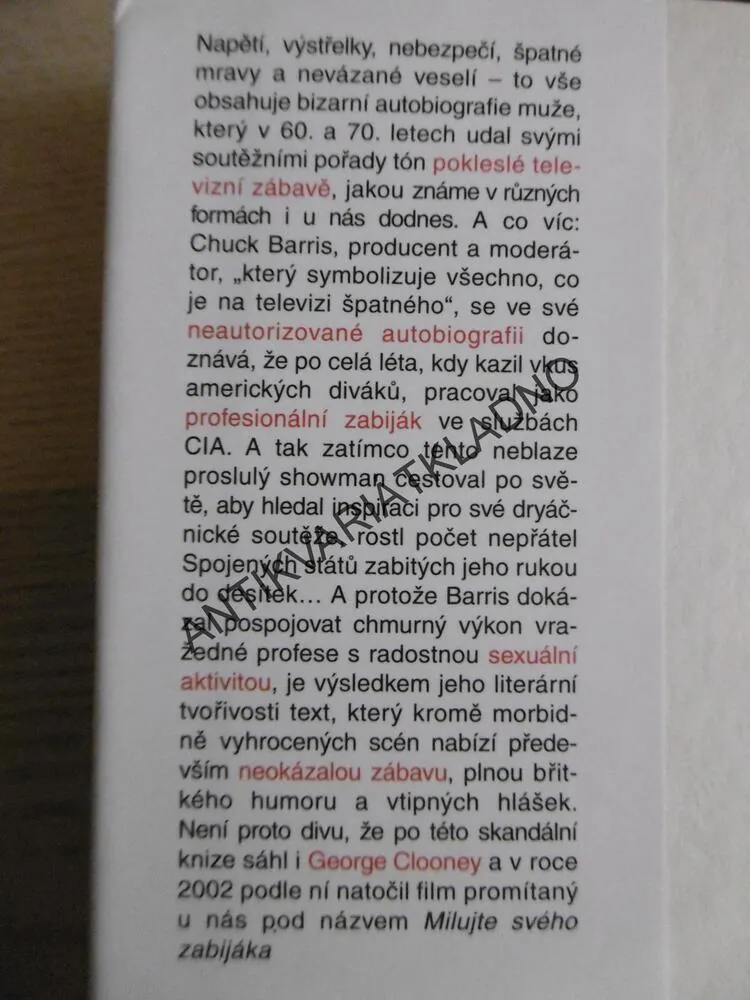 Napětí, výstřelky, nebezpečí, špatné
mravy a nevázané veselí – to vše
obsahuje bizarní autobiografie muže,
který v 60. a 70. letech udal svými
soutěžními pořady tón pokleslé tele-
vizní zábavě, jakou známe v různých
formách i u nás dodnes. A co víc:
Chuck Barris, producent a moderá-
tor, „který symbolizuje všechno, co
je na televizi špatného“, se ve své
neautorizované autobiografii do-
znává, že po celá léta, kdy kazil vkus
amerických diváků, pracoval jako
profesionální zabiják ve službách
CIA. A tak zatímco tento neblaze
proslulý showman cestoval po svě-
tě, aby hledal inspiraci pro své dryáč-
nické soutěže, rostl počet nepřátel
Spojených států zabitých jeho rukou
do desítek... A protože Barris doká-
zal pospojovat chmurný výkon vra-
žedné profese s radostnou sexuální
aktivitou, je výsledkem jeho literární
tvořivosti text, který kromě morbid-
ně vyhrocených scén nabízí přede-
vším neokázalou zábavu, plnou břit-
kého humoru a vtipných hlášek.
Není proto divu, že po této skandální
knize sáhl i George Clooney a v roce
2002 podle ní natočil film promítaný
u nás pod názvem Milujte svého
zabijáka
ANTIKVARIATKLADNO